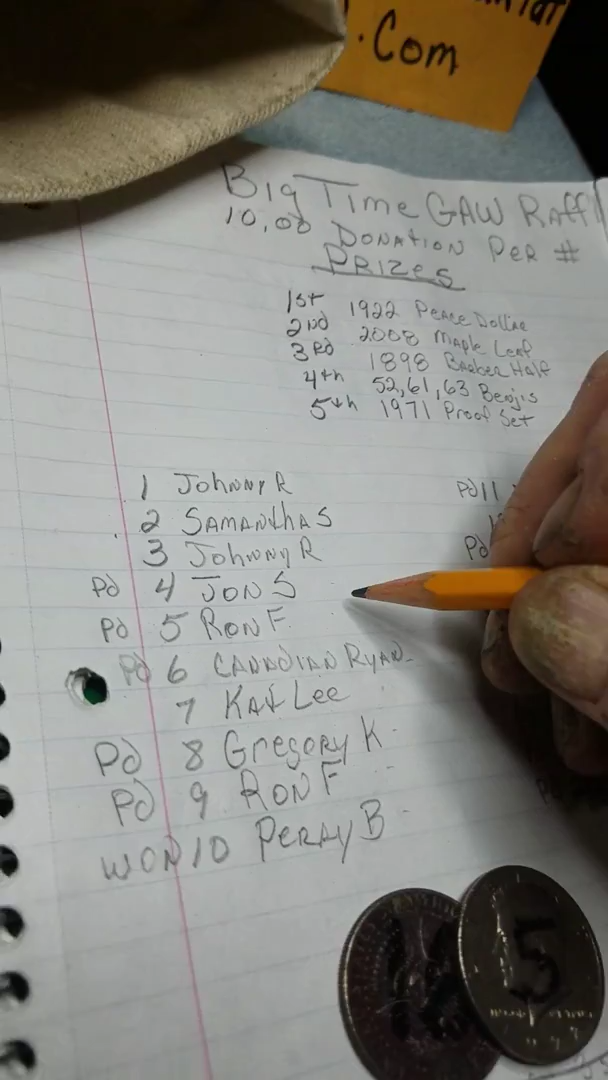 .Com
Big Time GAW Raffl
10,00 Donation Per #
Prizes
1st 1922 Peace Dollar
2nd 2008 Maple Leaf
3rd 1898 Barber Half
4th 52,61,63 Benjis
5th 1971 Proof Set
1 Johnny R
2 Samantha S
3 Johnny R
Pd 4 Jon S
Pd 5 Ron F
Pd 6 Canadian Ryan
7 Kat Lee
Pd 8 Gregory K
Pd 9 Ron F
won 10 Perry B
Pd 11
Pd
5